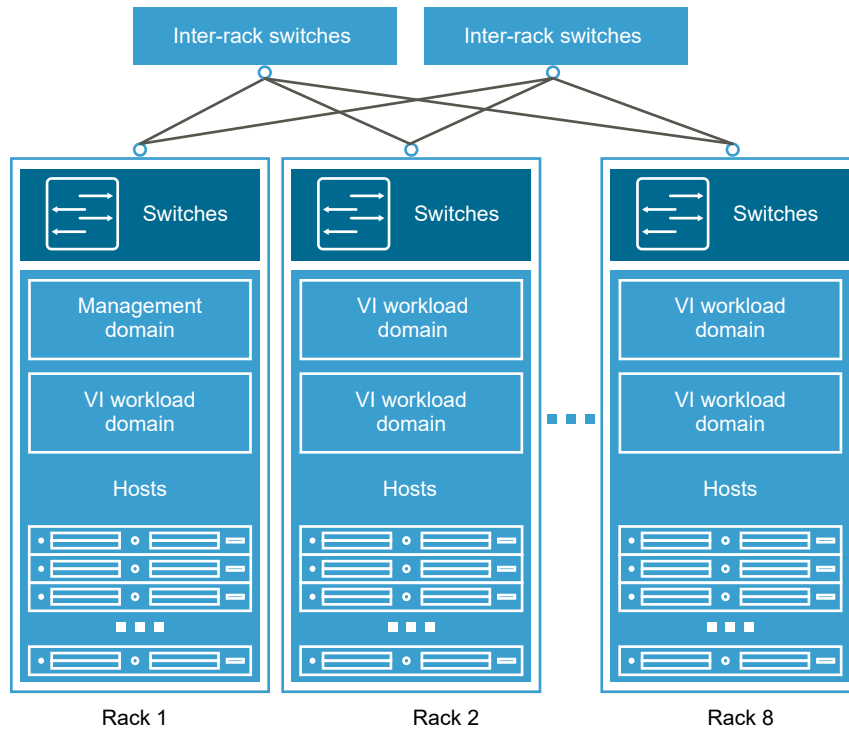 Inter-rack switches
Inter-rack switches
Switches
Management
domain
VI workload
domain
Hosts
Rack 1
Switches
VI workload
domain
VI workload
domain
Hosts
Rack 2
Switches
VI workload
domain
VI workload
domain
Hosts
Rack 8